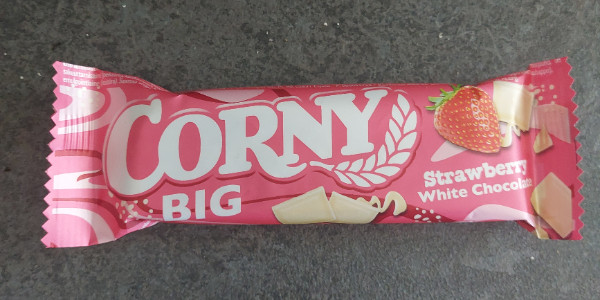 CORNY
BIG
Strawberry
White Chocolate